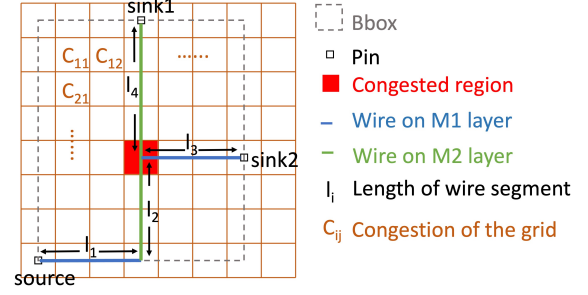 sink1
C11 C12 ······
C21
⋮
l4
l3
sink2
l2
l1
source
Bbox
Pin
Congested region
Wire on M1 layer
Wire on M2 layer
li Length of wire segment
Cij Congestion of the grid